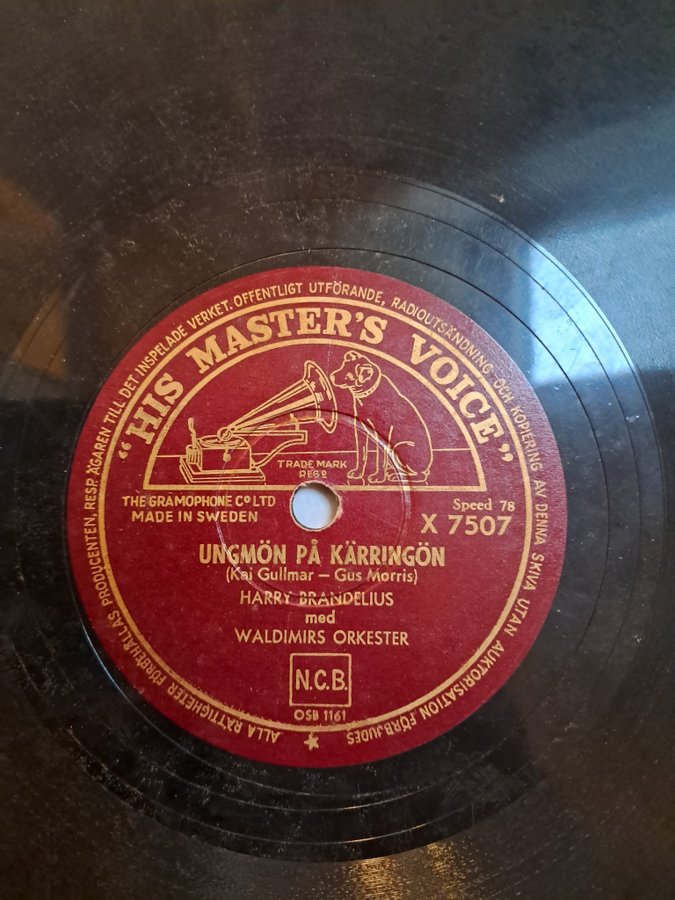 ALLA RÄTTIGHETER FÖRBEHÅLLAS PRODUCENTEN, RESP. ÄGAREN TILL DET INSPELADE VERKET. OFFENTLIGT UTFÖRANDE, RADIOUTSÄNDNING OCH KOPIERING AV DENNA SKIVA UTAN AUKTORISATION FÖRBJUDES
"HIS MASTER'S VOICE"
TRADE MARK
REGD
THE GRAMOPHONE CO LTD
MADE IN SWEDEN
Speed 78
X 7507
UNGMÖN PÅ KÄRRINGÖN
(Kai Gullmar – Gus Morris)
HARRY BRANDELIUS
med
WALDIMIRS ORKESTER
N.C.B.
OSB 1161